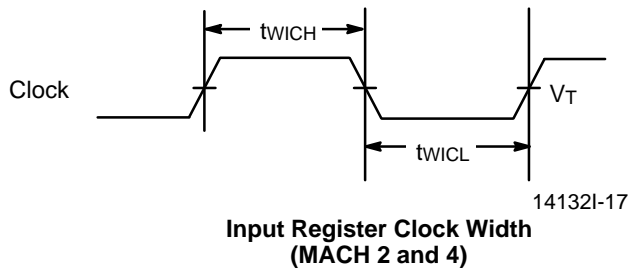 tWICH
Clock
VT
tWICL
14132I-17
Input Register Clock Width
(MACH 2 and 4)